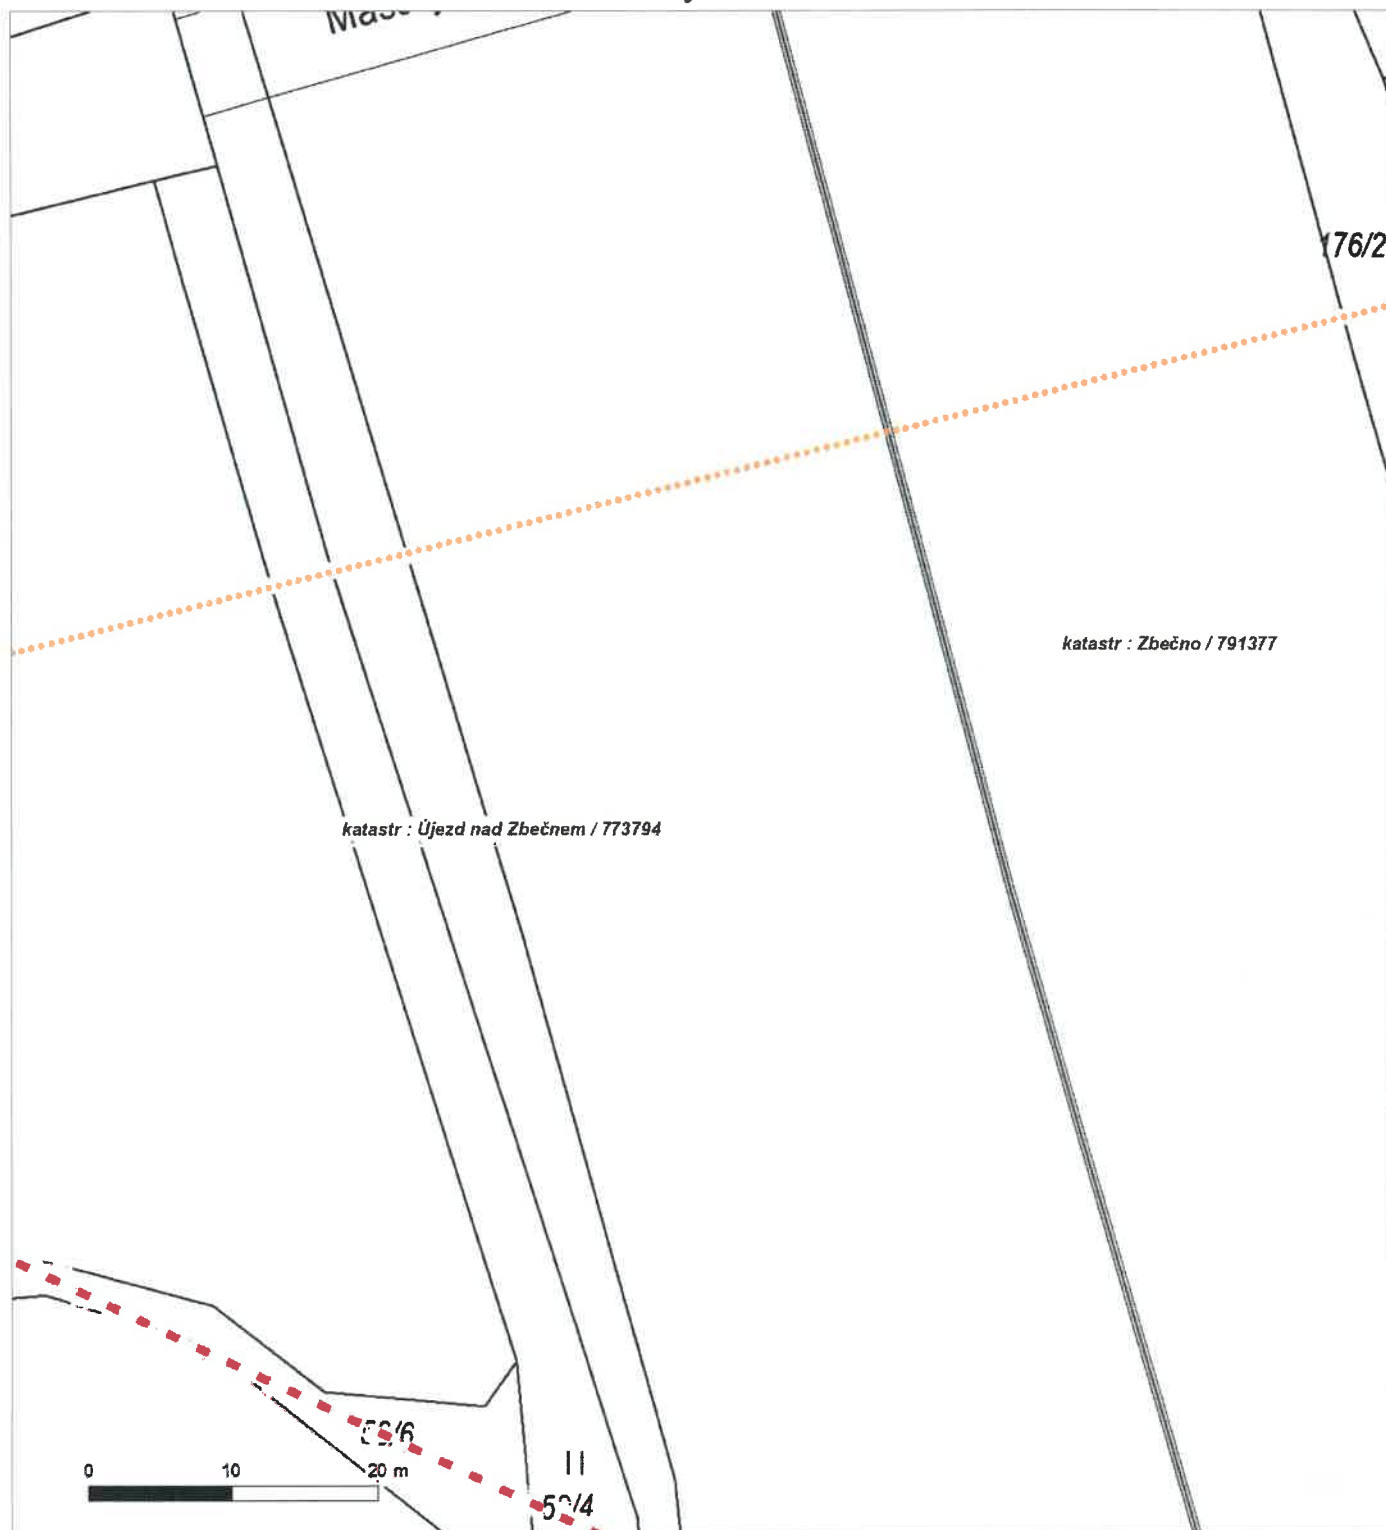 176/2
katastr : Zbečno / 791377
katastr : Újezd nad Zbečnem / 773794
0 10 20 m